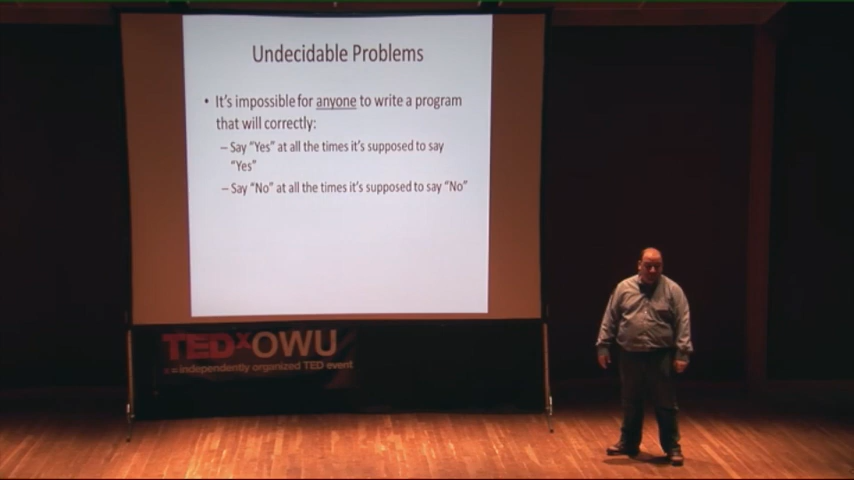 Undecidable Problems
• It's impossible for anyone to write a program
that will correctly:
– Say "Yes" at all the times it's supposed to say
"Yes"
– Say "No" at all the times it's supposed to say "No"
TEDxOWU
x = independently organized TED event